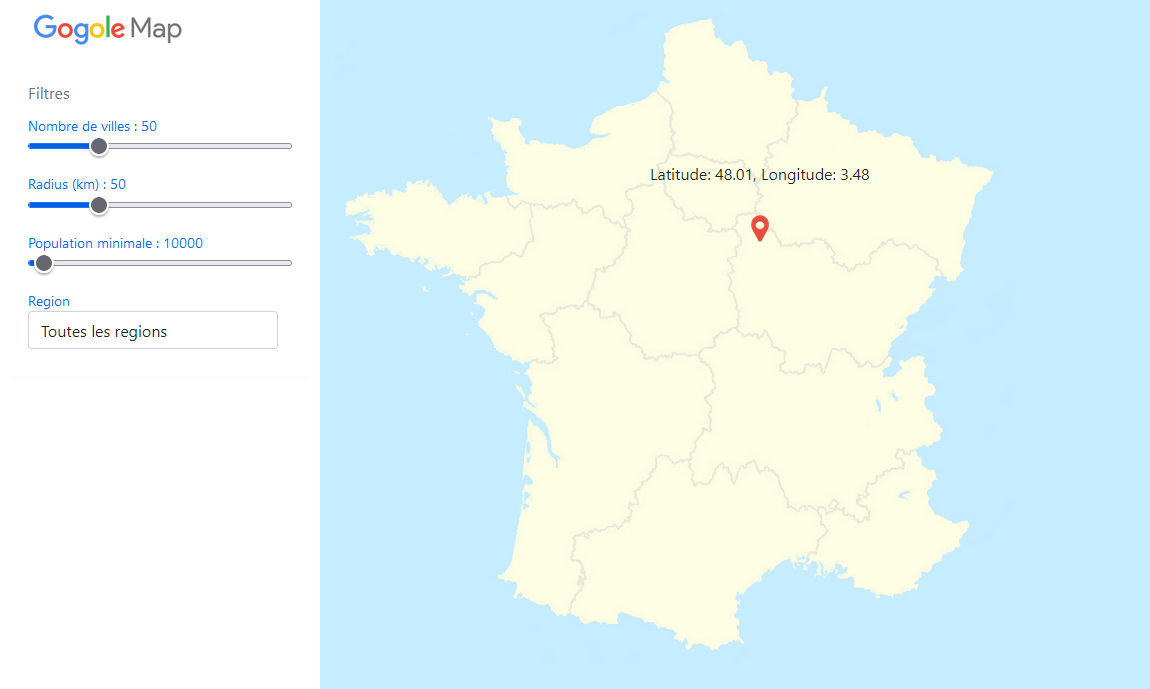 Gogole Map
Filtres
Nombre de villes : 50
Radius (km) : 50
Population minimale : 10000
Region
Toutes les regions
Latitude: 48.01, Longitude: 3.48